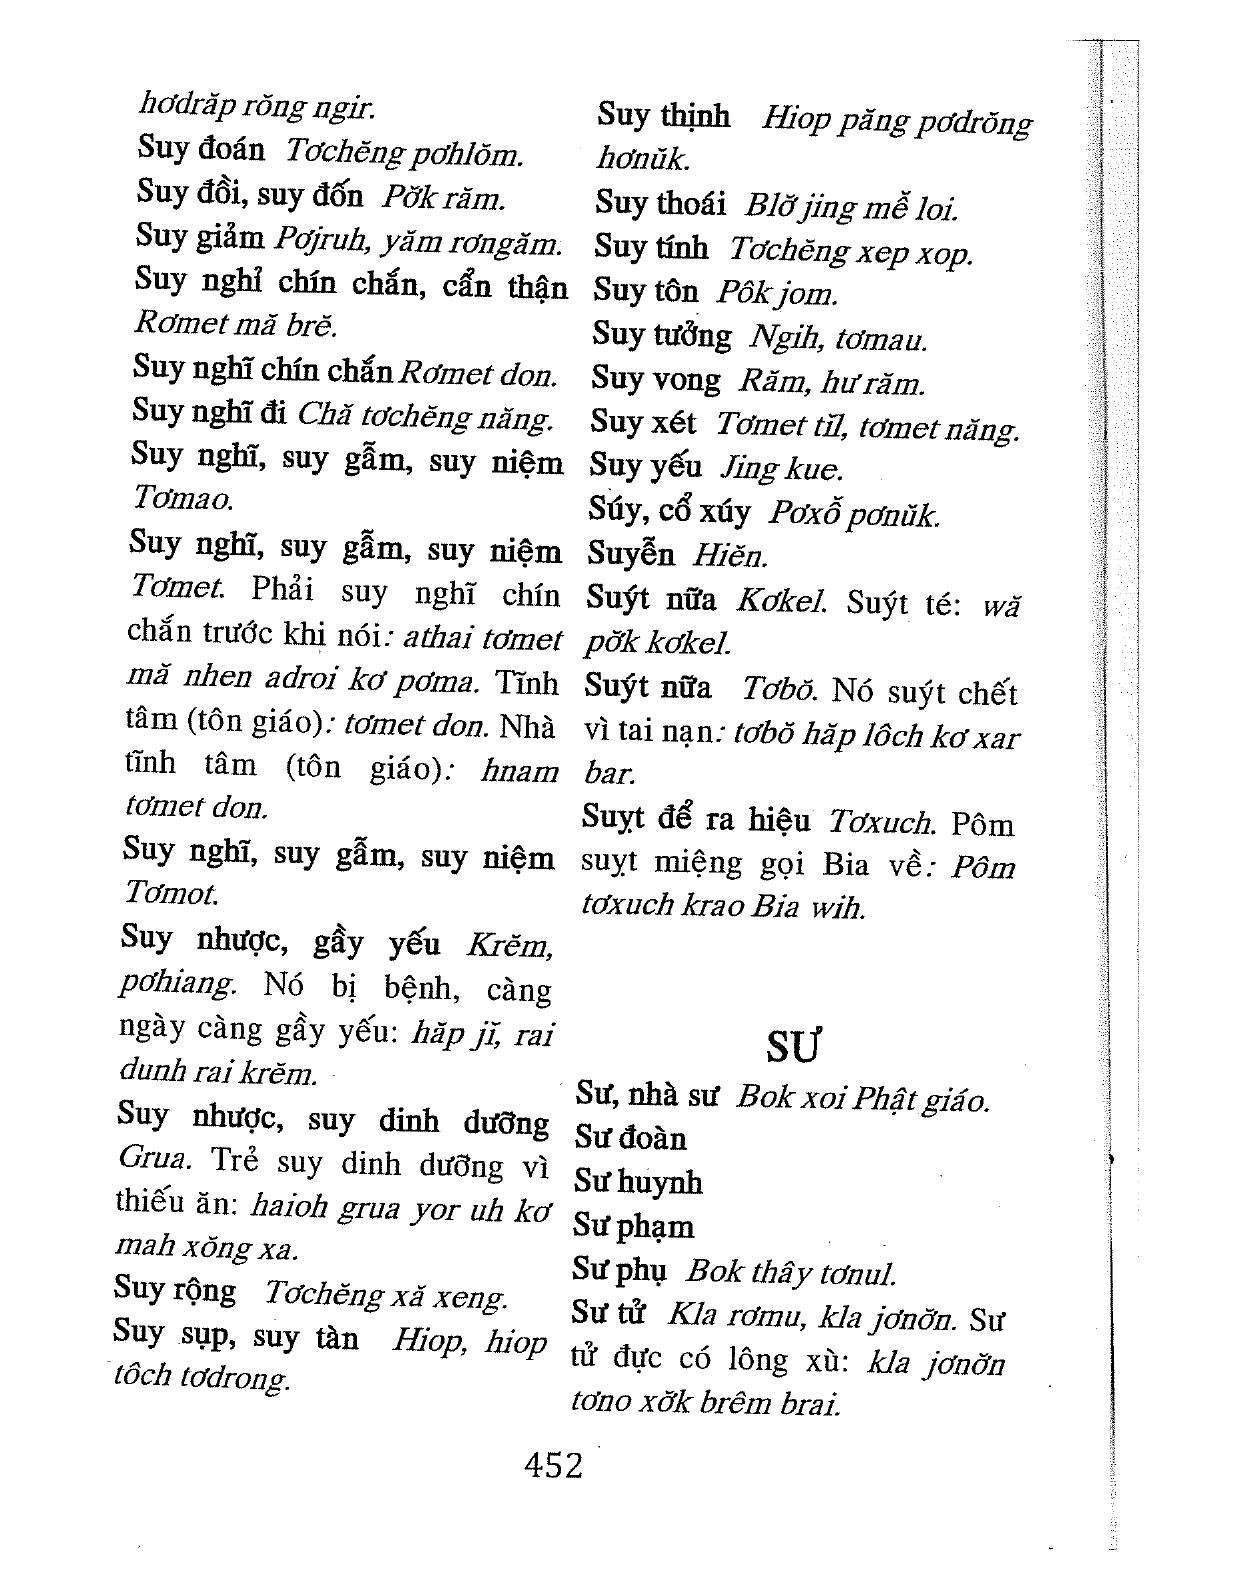 hơdrăp rŏng ngir.
Suy đoán Tơchĕng pơhlŏm.
Suy đồi, suy đốn Pơ̆k răm.
Suy giảm Pơjruh, yăm rơngăm.
Suy nghỉ chín chắn, cẩn thận
Rơmet mă brĕ.
Suy nghĩ chín chắn Rơmet don.
Suy nghĩ đi Chă tơchĕng năng.
Suy nghĩ, suy gẫm, suy niệm
Tơmao.
Suy nghĩ, suy gẫm, suy niệm
Tơmet. Phải suy nghĩ chín
chắn trước khi nói: athai tơmet
mă nhen adroi kơ pơma. Tĩnh
tâm (tôn giáo): tơmet don. Nhà
tĩnh tâm (tôn giáo): hnam
tơmet don.
Suy nghĩ, suy gẫm, suy niệm
Tơmot.
Suy nhược, gầy yếu Krĕm,
pơhiang. Nó bị bệnh, càng
ngày càng gầy yếu: hăp jĭ, rai
dunh rai krĕm.
Suy nhược, suy dinh dưỡng
Grua. Trẻ suy dinh dưỡng vì
thiếu ăn: haioh grua yor uh kơ
mah xŏng xa.
Suy rộng Tơchĕng xă xeng.
Suy sụp, suy tàn Hiop, hiop
tôch tơdrong.
Suy thịnh Hiop păng pơdrŏng
hơnŭk.
Suy thoái Blơ̆ jing mê̆ loi.
Suy tính Tơchĕng xep xop.
Suy tôn Pôk jom.
Suy tưởng Ngih, tơmau.
Suy vong Răm, hư răm.
Suy xét Tơmet tĭl, tơmet năng.
Suy yếu Jing kue.
Súy, cổ xúy Pơxô̆ pơnŭk.
Suyễn Hiĕn.
Suýt nữa Kơkel. Suýt té: wă
pơ̆k kơkel.
Suýt nữa Tơbŏ. Nó suýt chết
vì tai nạn: tơbŏ hăp lôch kơ xar
bar.
Suỵt để ra hiệu Tơxuch. Pôm
suỵt miệng gọi Bia về: Pôm
tơxuch krao Bia wih.
SƯ
Sư, nhà sư Bok xoi Phật giáo.
Sư đoàn
Sư huynh
Sư phạm
Sư phụ Bok thây tơnul.
Sư tử Kla rơmu, kla jơnơ̆n. Sư
tử đực có lông xù: kla jơnơ̆n
tơno xơ̆k brêm brai.
452